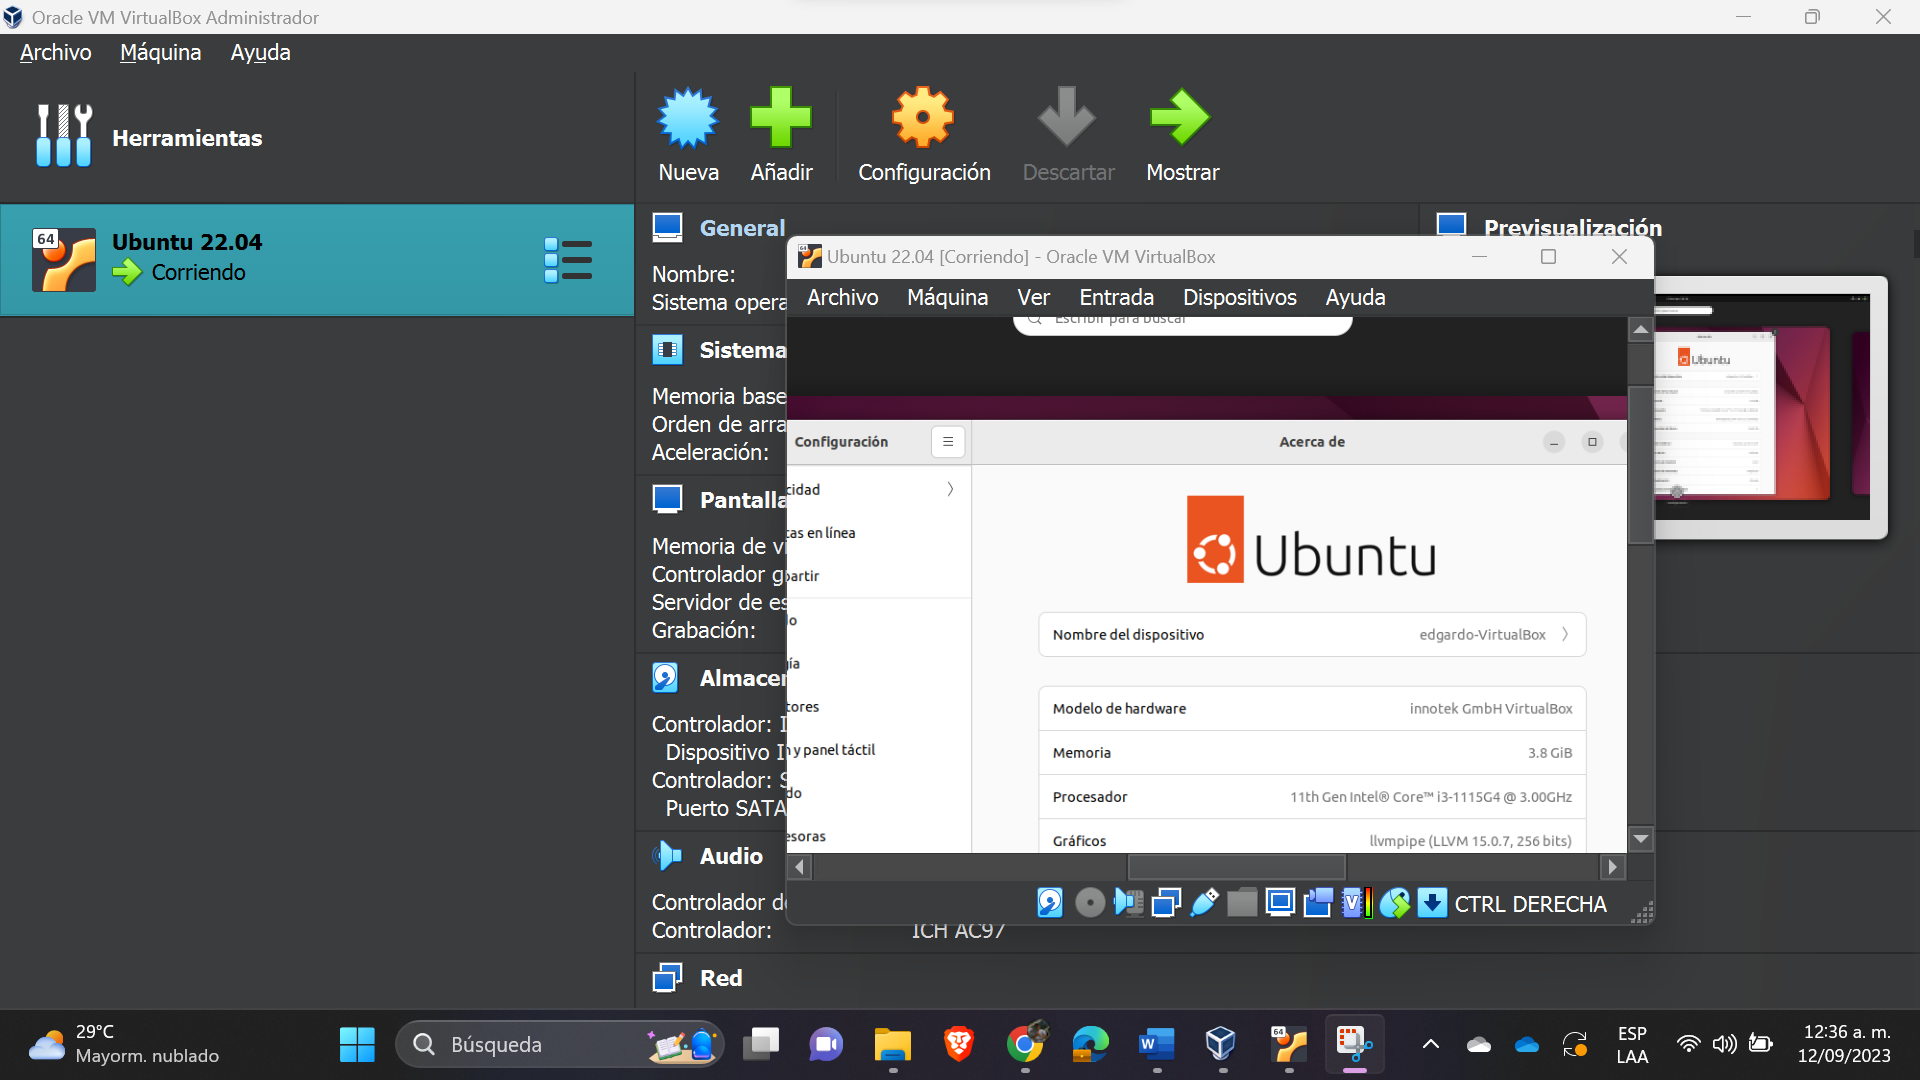 Oracle VM VirtualBox Administrador
Archivo Máquina Ayuda
Herramientas
Nueva Añadir Configuración Descartar Mostrar
64
Ubuntu 22.04
Corriendo
General
Nombre:
Sistema opera
Sistema
Memoria base
Orden de arra
Aceleración:
Pantalla
Memoria de vi
Controlador g
Servidor de es
Grabación:
Almacen
Controlador: I
Dispositivo I
Controlador: S
Puerto SATA
Audio
Controlador d
Controlador: ICH AC97
Red
Previsualización
Ubuntu
Ubuntu 22.04 [Corriendo] - Oracle VM VirtualBox
Archivo Máquina Ver Entrada Dispositivos Ayuda
Escribir para buscar
Configuración
Acerca de
cidad
tas en línea
partir
do
gía
tores
n y panel táctil
do
esoras
Ubuntu
Nombre del dispositivo edgardo-VirtualBox
Modelo de hardware innotek GmbH VirtualBox
Memoria 3.8 GiB
Procesador 11th Gen Intel® Core™ i3-1115G4 @ 3.00GHz
Gráficos llvmpipe (LLVM 15.0.7, 256 bits)
CTRL DERECHA
29°C
Mayorm. nublado
Búsqueda
ESP
LAA
12:36 a. m.
12/09/2023